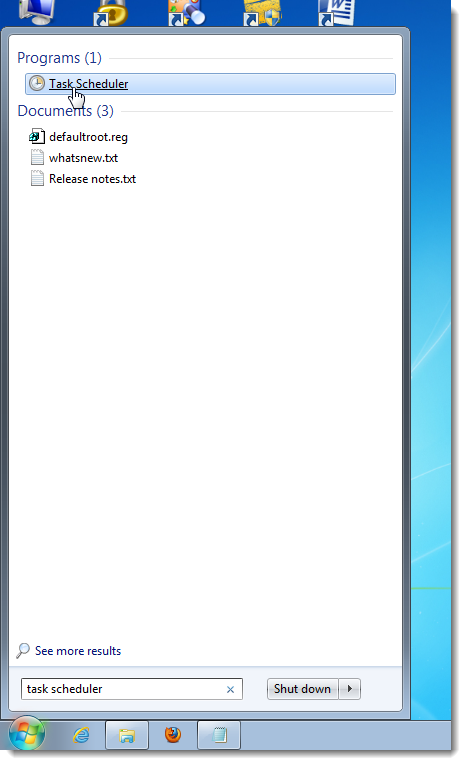 Programs (1)
Task Scheduler
Documents (3)
defaultroot.reg
whatsnew.txt
Release notes.txt
See more results
task scheduler
Shut down